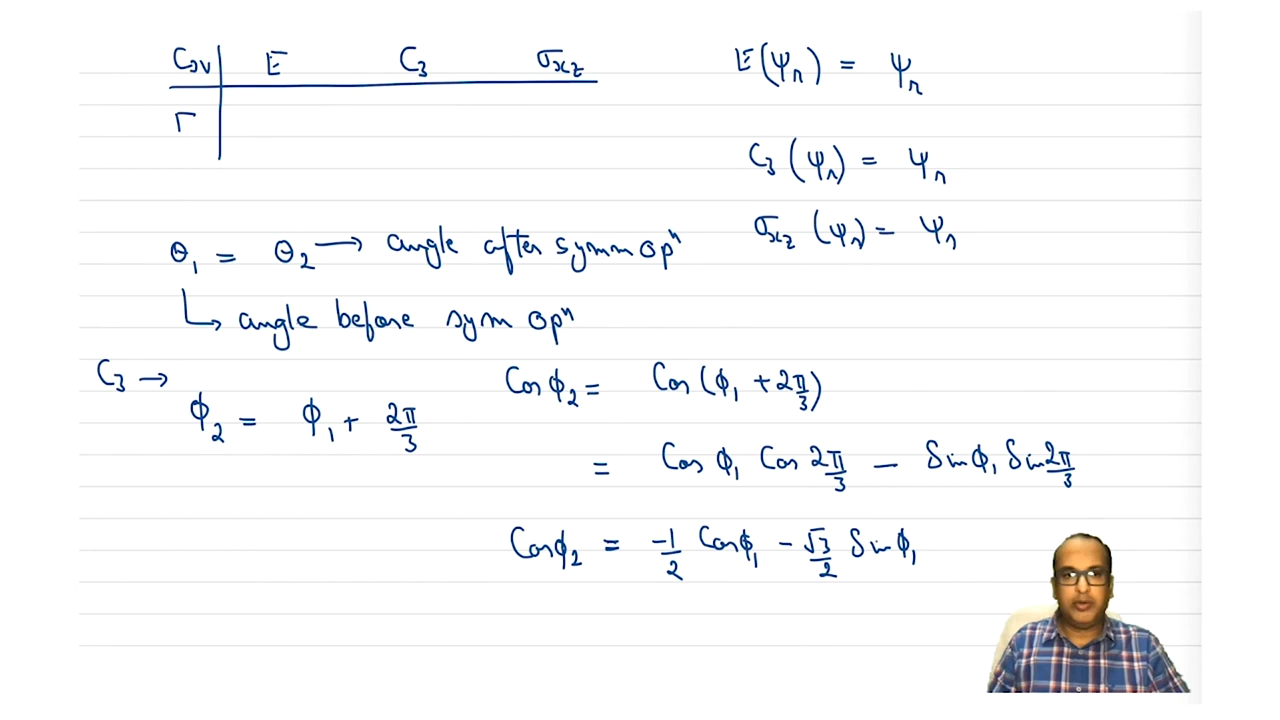 C₃ᵥ E C₃ σxz
Γ
E(ψₙ) = ψₙ
C₃(ψₙ) = ψₙ
σxz(ψₙ) = ψₙ
θ₁ = θ₂ → angle after symm opⁿ
↳ angle before sym opⁿ
C₃ →
ϕ₂ = ϕ₁ + 2π/3
Cos ϕ₂ = Cos (ϕ₁ + 2π/3)
= Cos ϕ₁ Cos 2π/3 – Sin ϕ₁ Sin 2π/3
Cos ϕ₂ = -1/2 Cos ϕ₁ - √3/2 Sin ϕ₁